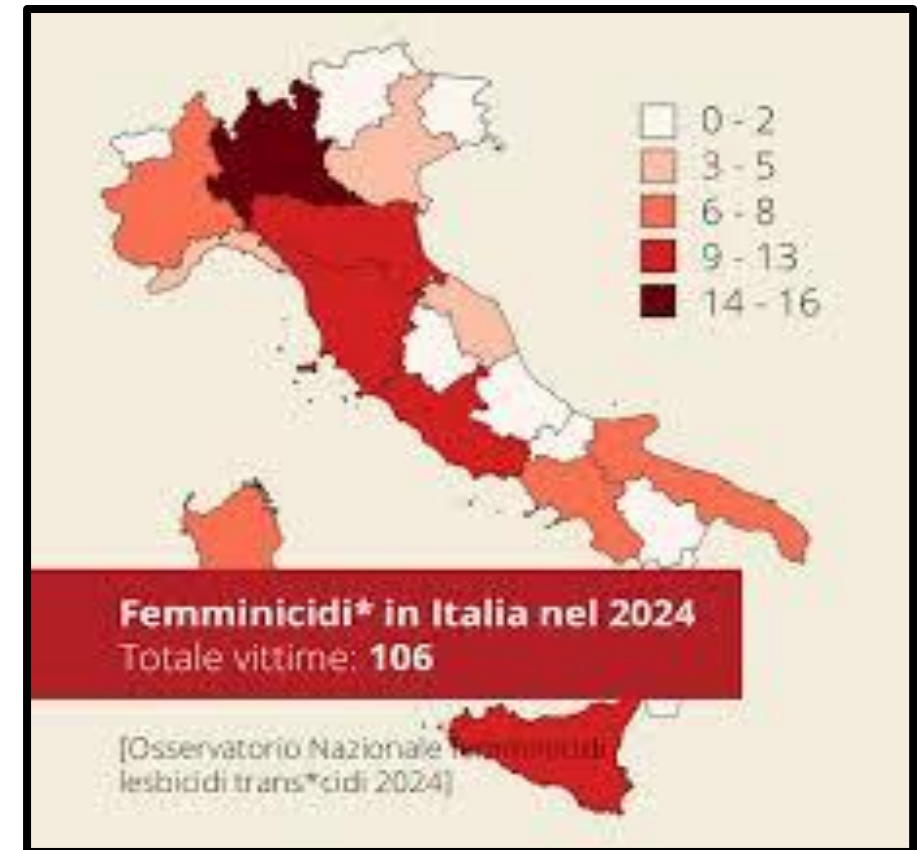 0 - 2
3 - 5
6 - 8
9 - 13
14 - 16
Femminicidi* in Italia nel 2024
Totale vittime: 106
[Osservatorio Nazionale femminicidi
lesbicidi trans*cidi 2024]